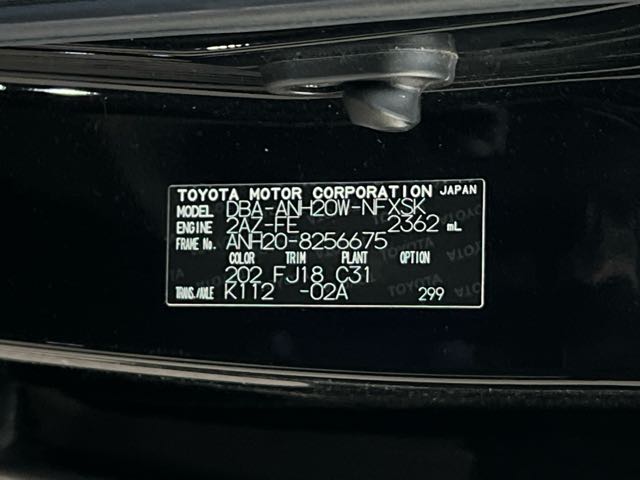 TOYOTA MOTOR CORPORATION JAPAN
MODEL DBA-ANH20W-NFXSK
ENGINE 2AZ-FE 2362 mL
FRAME No. ANH20-8256675
COLOR TRIM PLANT OPTION
202 FJ18 C31
TRANS./AXLE K112 -02A 299